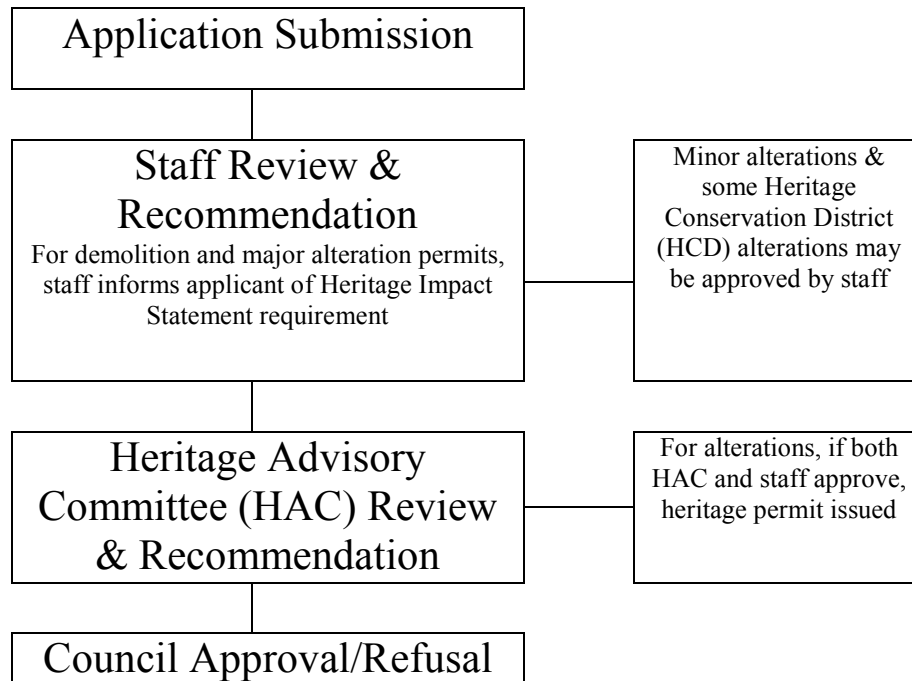 Application Submission
Staff Review &
Recommendation
For demolition and major alteration permits,
staff informs applicant of Heritage Impact
Statement requirement
Minor alterations &
some Heritage
Conservation District
(HCD) alterations may
be approved by staff
Heritage Advisory
Committee (HAC) Review
& Recommendation
For alterations, if both
HAC and staff approve,
heritage permit issued
Council Approval/Refusal